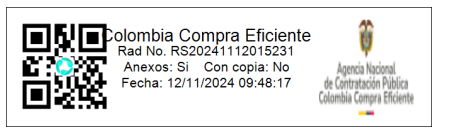 Colombia Compra Eficiente
Rad No. RS20241112015231
Anexos: Si Con copia: No
Fecha: 12/11/2024 09:48:17
Agencia Nacional
de Contratación Pública
Colombia Compra Eficiente